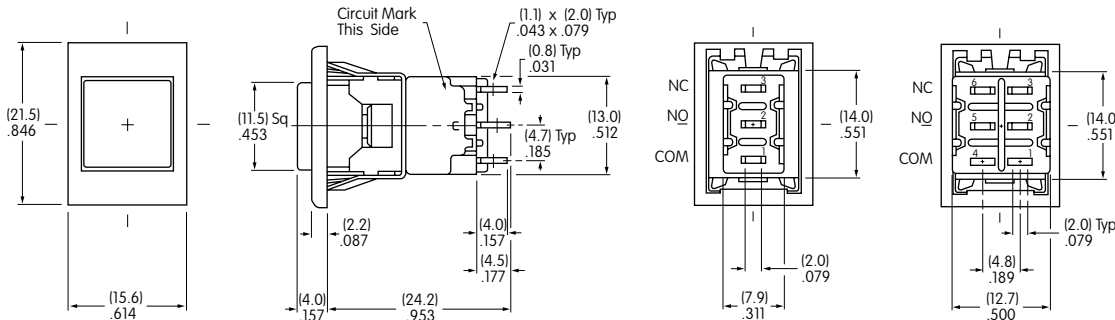 (21.5)
.846
(15.6)
.614
Circuit Mark
This Side
(1.1) x (2.0) Typ
.043 x .079
(0.8) Typ
.031
(11.5) Sq
.453
(13.0)
.512
(4.7) Typ
.185
(2.2)
.087
(4.0)
.157
(4.5)
.177
(4.0)
.157
(24.2)
.953
NC
NO
COM
3
2
1
(14.0)
.551
(2.0)
.079
(7.9)
.311
NC
NO
COM
6
3
5
2
4
1
(14.0)
.551
(2.0) Typ
.079
(4.8)
.189
(12.7)
.500